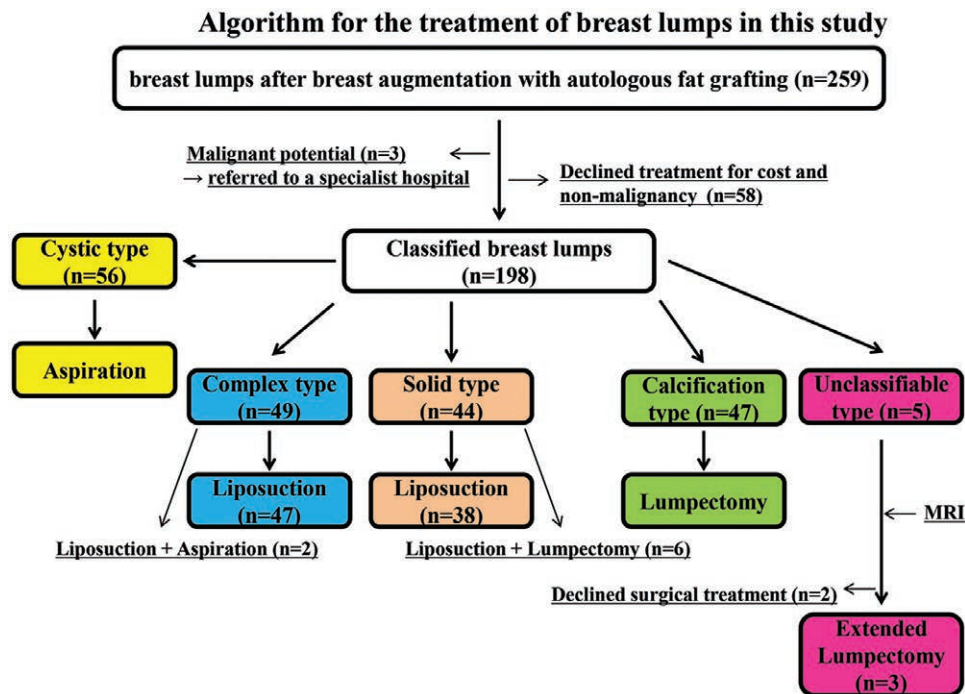 Algorithm for the treatment of breast lumps in this study
breast lumps after breast augmentation with autologous fat grafting (n=259)
Malignant potential (n=3)
→ referred to a specialist hospital
Declined treatment for cost and
non-malignancy (n=58)
Cystic type
(n=56)
Classified breast lumps
(n=198)
Aspiration
Complex type
(n=49)
Solid type
(n=44)
Calcification
type (n=47)
Unclassifiable
type (n=5)
Liposuction
(n=47)
Liposuction
(n=38)
Lumpectomy
MRI
Liposuction + Aspiration (n=2)
Liposuction + Lumpectomy (n=6)
Declined surgical treatment (n=2)
Extended
Lumpectomy
(n=3)